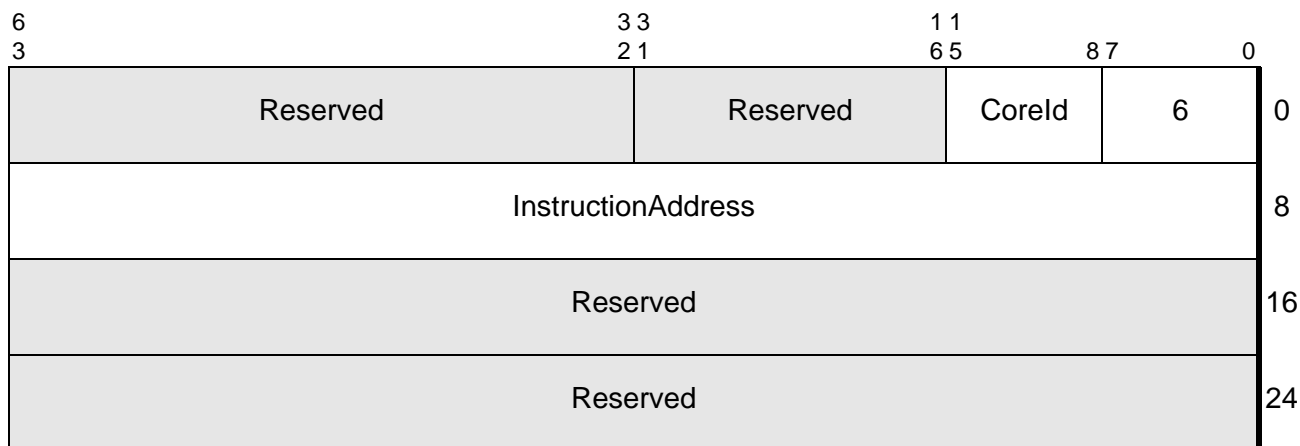 6 3 3 1 1
3 2 1 6 5 8 7 0
Reserved Reserved CoreId 6 0
InstructionAddress 8
Reserved 16
Reserved 24